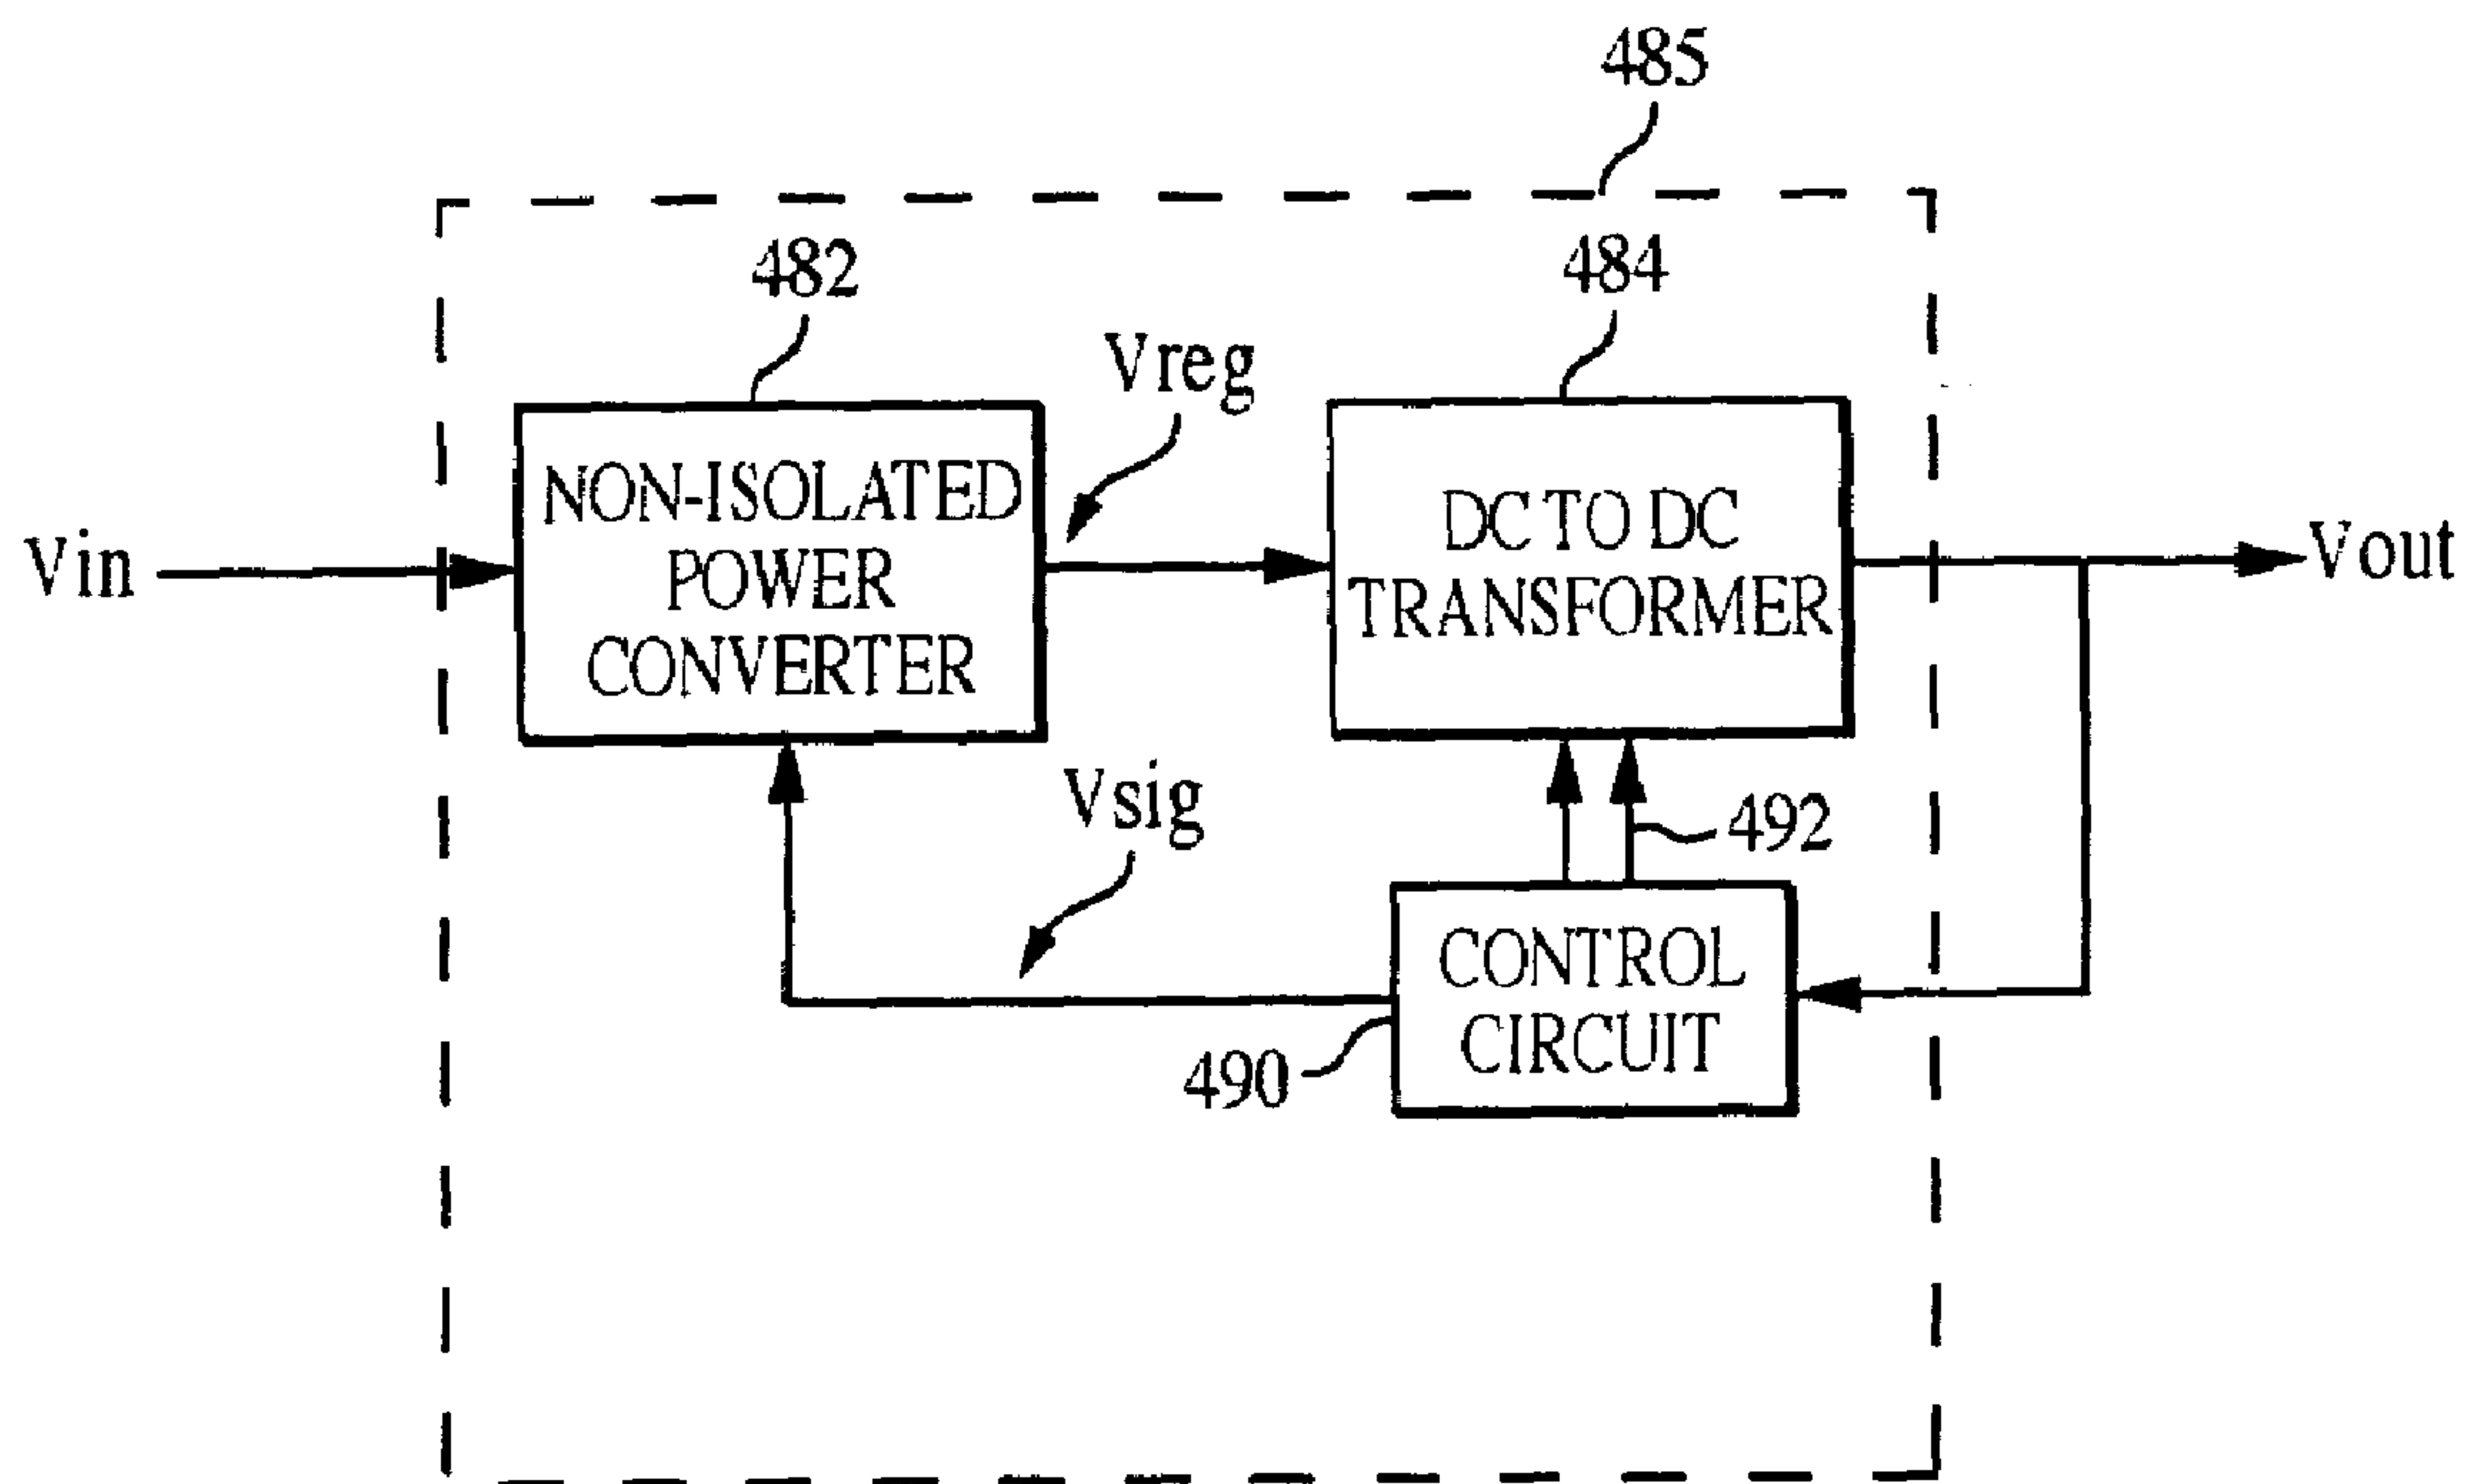 485
482
484
Vreg
NON-ISOLATED
POWER
CONVERTER
DC TO DC
TRANSFORMER
Vin
Vout
Vsig
492
CONTROL
CIRCUIT
490